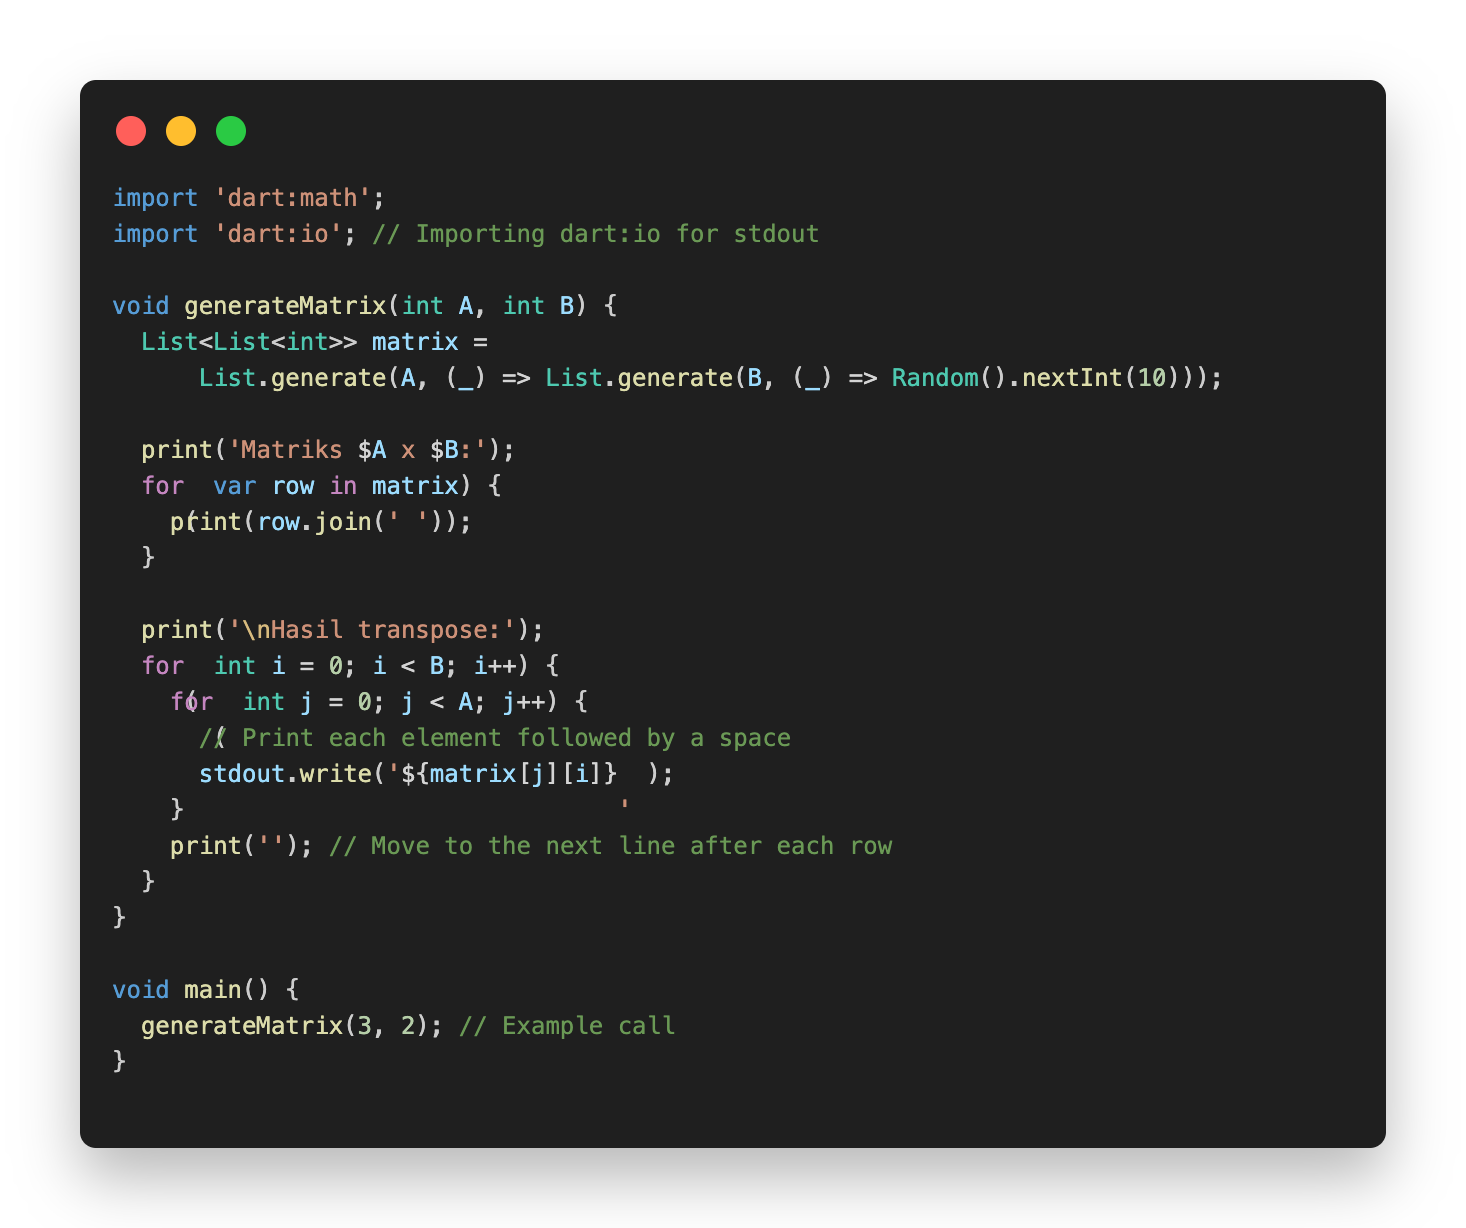 import 'dart:math';
import 'dart:io'; // Importing dart:io for stdout

void generateMatrix(int A, int B) {
  List<List<int>> matrix =
      List.generate(A, (_) => List.generate(B, (_) => Random().nextInt(10)));

  print('Matriks $A x $B:');
  for (var row in matrix) {
    print(row.join(' '));
  }

  print('\nHasil transpose:');
  for (int i = 0; i < B; i++) {
    for (int j = 0; j < A; j++) {
      // Print each element followed by a space
      stdout.write('${matrix[j][i]} ');
    }
    print(''); // Move to the next line after each row
  }
}

void main() {
  generateMatrix(3, 2); // Example call
}